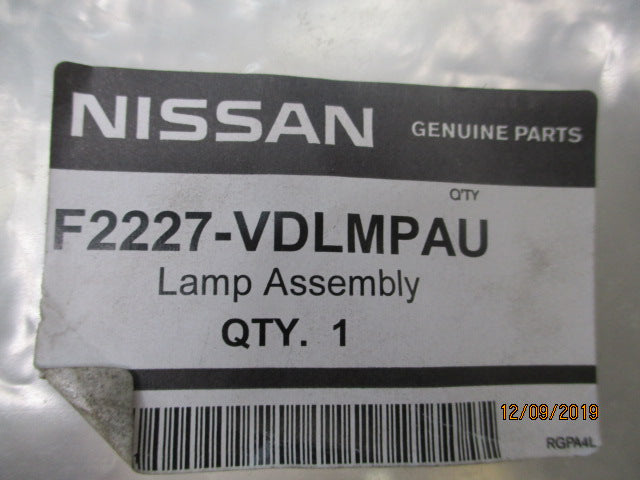 NISSAN GENUINE PARTS
Q'TY
F2227-VDLMPAU
Lamp Assembly
QTY. 1
12/09/2019
RGPA4L